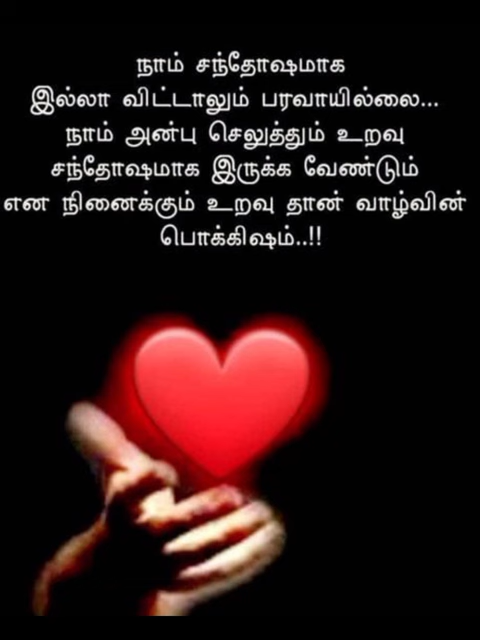 நாம் சந்தோஷமாக
இல்லா விட்டாலும் பரவாயில்லை...
நாம் அன்பு செலுத்தும் உறவு
சந்தோஷமாக இருக்க வேண்டும்
என நினைக்கும் உறவு தான் வாழ்வின்
பொக்கிஷம்..!!